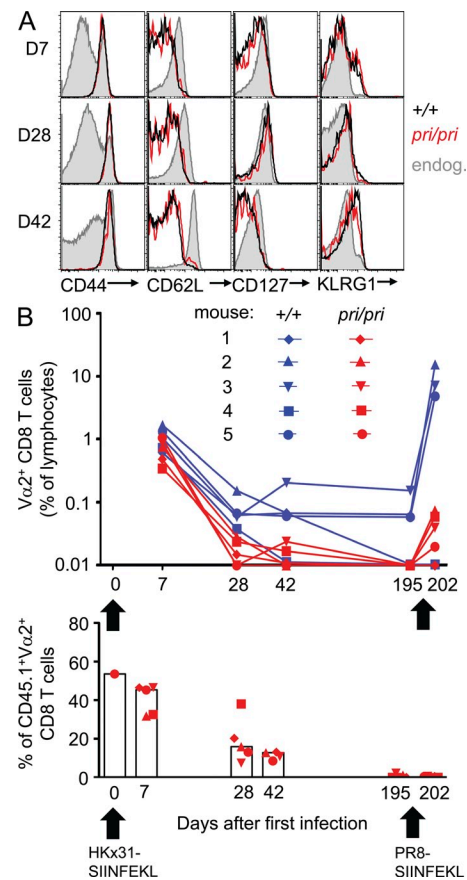 A
D7
D28
D42
+/+
pri/pri
endog.
CD44 CD62L CD127 KLRG1
B
mouse: +/+ pri/pri
1
2
3
4
5
Vα2⁺ CD8 T cells
(% of lymphocytes)
100
10
1
0.1
0.01
0 7 28 42 195 202
% of CD45.1⁺Vα2⁺
CD8 T cells
80
60
40
20
0
0 7 28 42 195 202
Days after first infection
HKx31-
SIINFEKL
PR8-
SIINFEKL